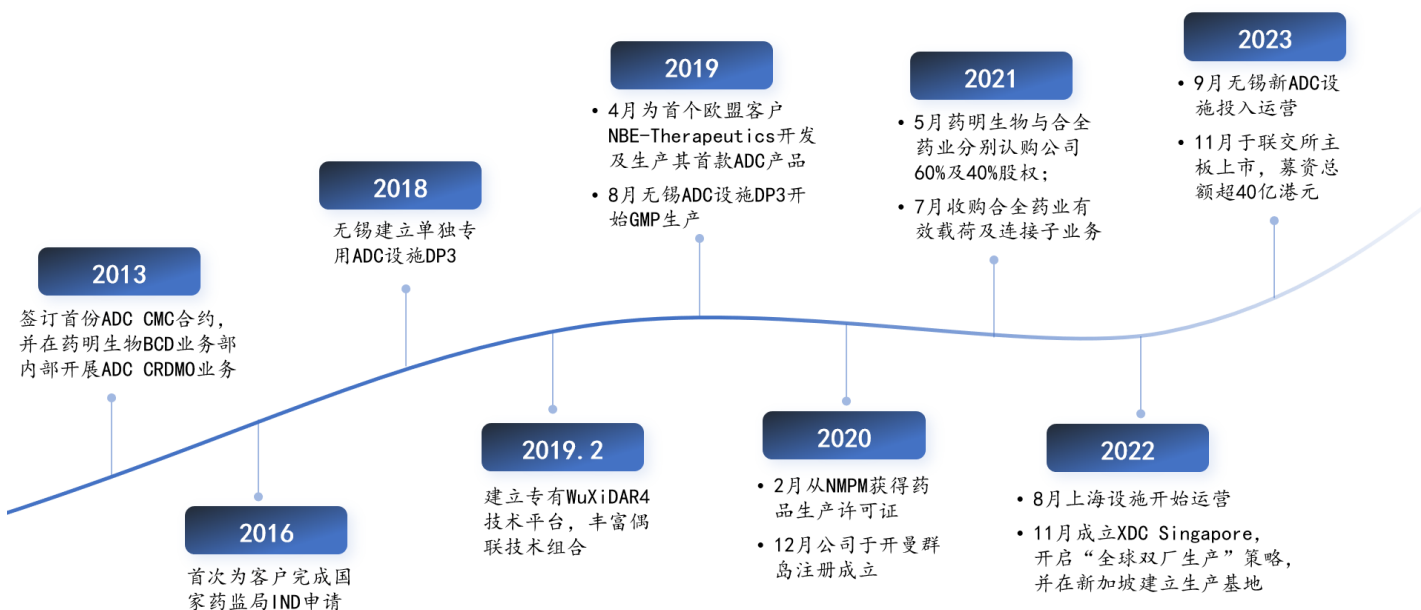 2013
签订首份ADC CMC合约，
并在药明生物BCD业务部
内部开展ADC CRDMO业务
2016
首次为客户完成国
家药监局IND申请
2018
无锡建立单独专
用ADC设施DP3
2019.2
建立专有WuXiDAR4
技术平台，丰富偶
联技术组合
2019
• 4月为首个欧盟客户
NBE-Therapeutics开发
及生产其首款ADC产品
• 8月无锡ADC设施DP3开
始GMP生产
2020
• 2月从NMPM获得药
品生产许可证
• 12月公司于开曼群
岛注册成立
2021
• 5月药明生物与合全
药业分别认购公司
60%及40%股权；
• 7月收购合全药业有
效载荷及连接子业务
2022
• 8月上海设施开始运营
• 11月成立XDC Singapore，
开启“全球双厂生产”策略，
并在新加坡建立生产基地
2023
• 9月无锡新ADC设
施投入运营
• 11月于联交所主
板上市，募资总
额超40亿港元